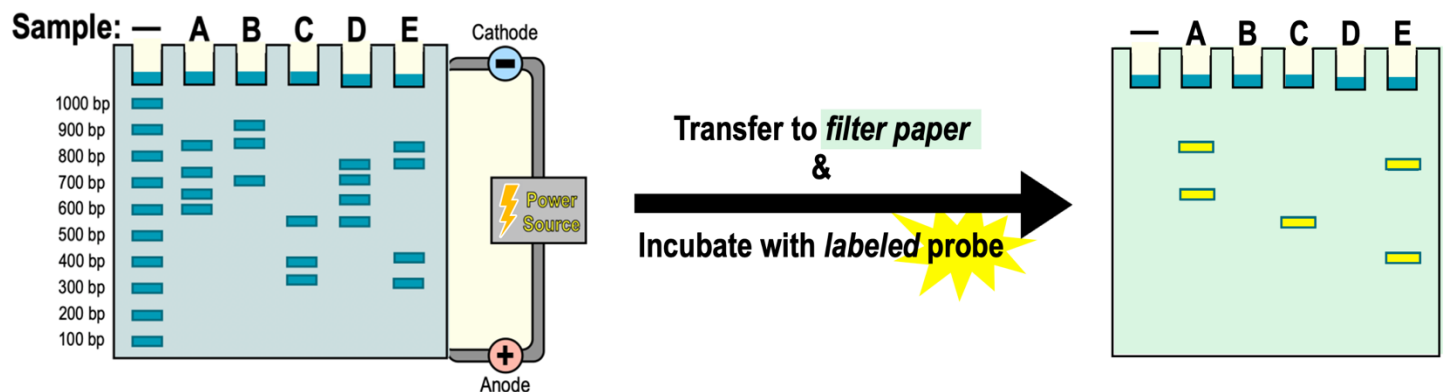 Sample: — A B C D E
Cathode
−
1000 bp
900 bp
800 bp
700 bp
600 bp
500 bp
400 bp
300 bp
200 bp
100 bp
Power
Source
+
Anode
Transfer to filter paper
&
Incubate with labeled probe
— A B C D E